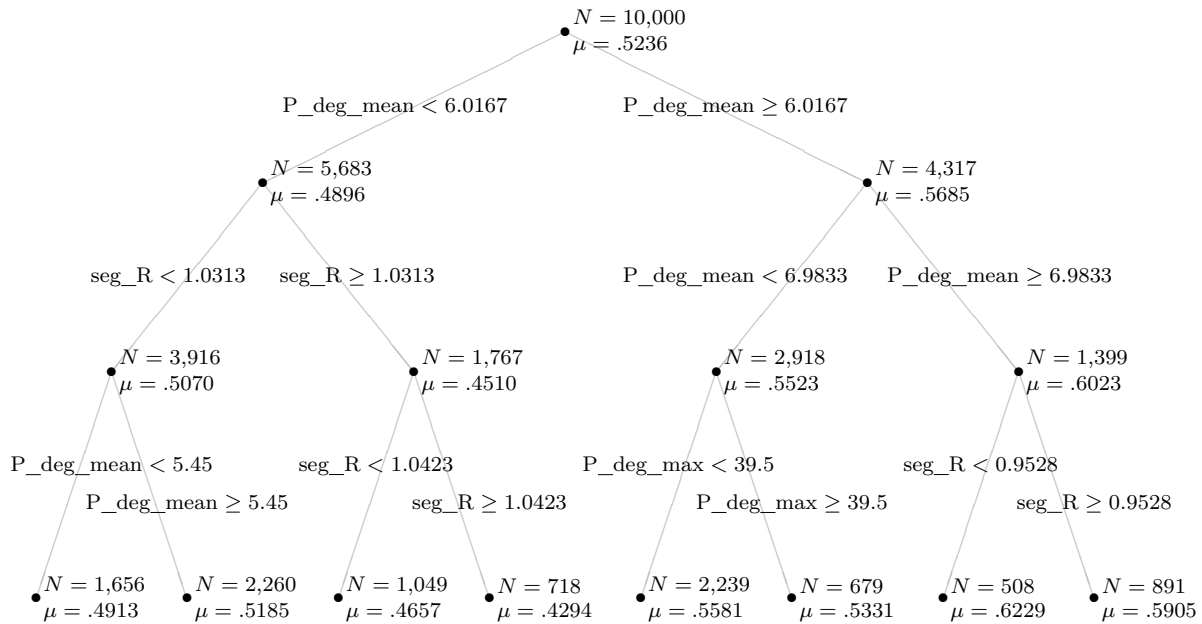 N = 10,000
μ = .5236
P_deg_mean < 6.0167
P_deg_mean ≥ 6.0167
N = 5,683
μ = .4896
N = 4,317
μ = .5685
seg_R < 1.0313
seg_R ≥ 1.0313
P_deg_mean < 6.9833
P_deg_mean ≥ 6.9833
N = 3,916
μ = .5070
N = 1,767
μ = .4510
N = 2,918
μ = .5523
N = 1,399
μ = .6023
P_deg_mean < 5.45
P_deg_mean ≥ 5.45
seg_R < 1.0423
seg_R ≥ 1.0423
P_deg_max < 39.5
P_deg_max ≥ 39.5
seg_R < 0.9528
seg_R ≥ 0.9528
N = 1,656
μ = .4913
N = 2,260
μ = .5185
N = 1,049
μ = .4657
N = 718
μ = .4294
N = 2,239
μ = .5581
N = 679
μ = .5331
N = 508
μ = .6229
N = 891
μ = .5905